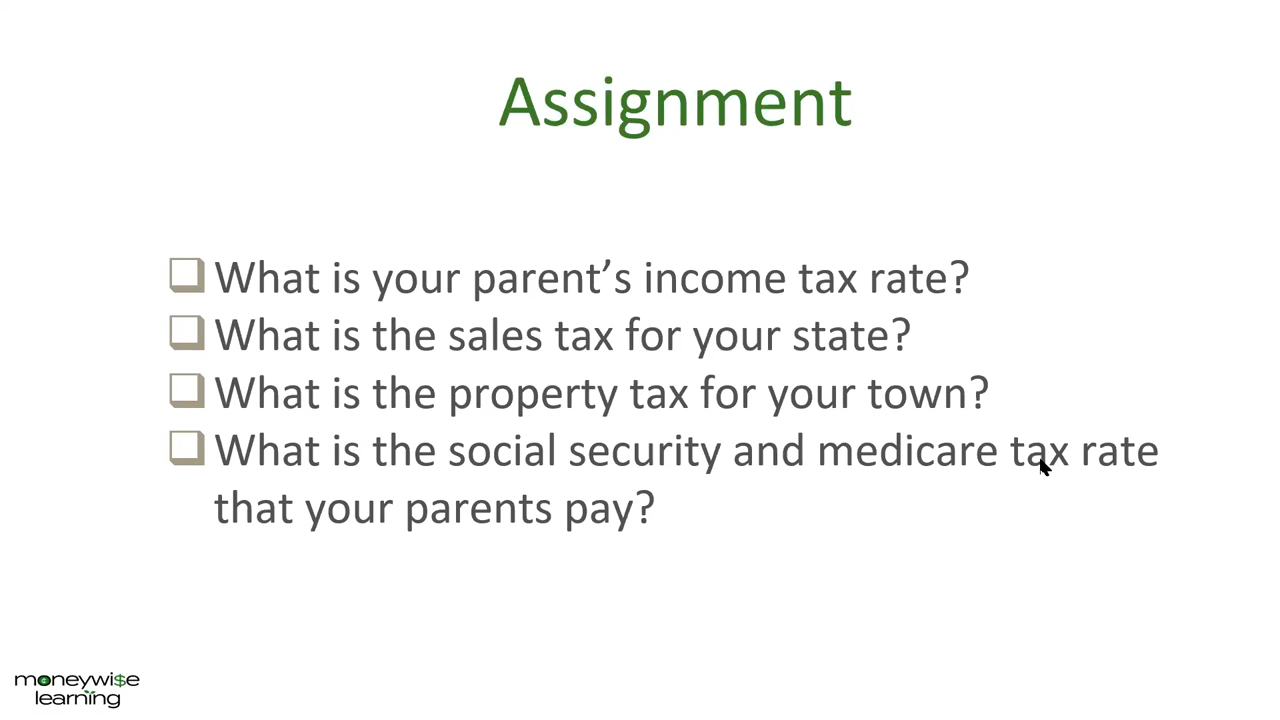 Assignment
What is your parent’s income tax rate?
What is the sales tax for your state?
What is the property tax for your town?
What is the social security and medicare tax rate
that your parents pay?
moneywi$e
learning